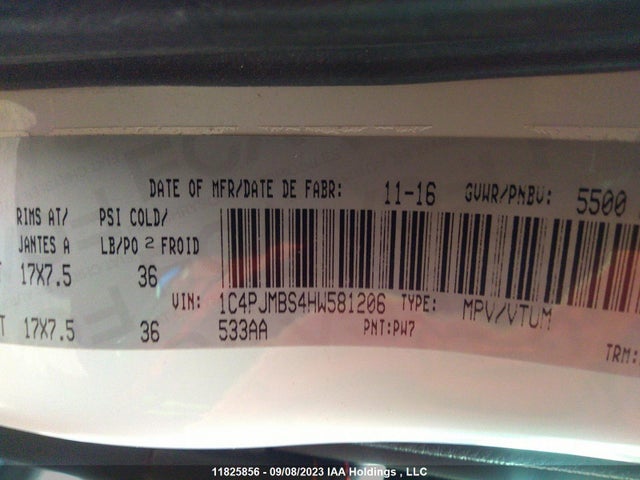 DATE OF MFR/DATE DE FABR: 11-16 GVWR/PNBV: 5500
RIMS AT/ PSI COLD/
JANTES A LB/PO 2 FROID
T 17X7.5 36
VIN: 1C4PJMBS4HW581206 TYPE: MPV/VTUM
T 17X7.5 36 533AA PNT:PW7
TRM:
11825856 - 09/08/2023 IAA Holdings , LLC